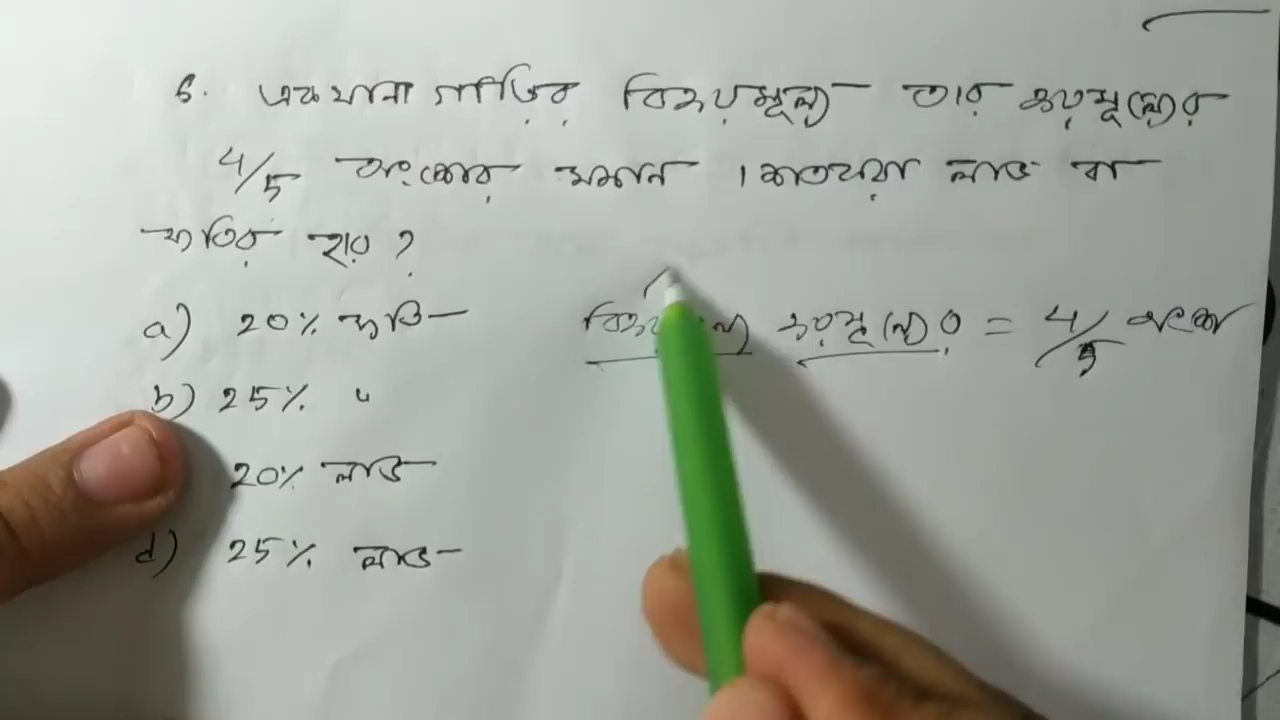 6. একখানা গাড়ির বিক্রয়মূল্য তার ক্রয়মূল্যের
4/5 অংশের সমান । শতকরা লাভ বা
ক্ষতির হার ?
a) 20% ক্ষতি
b) 25% "
20% লাভ
d) 25% লাভ
ক্রয়মূল্যের = 4/5 অংশ